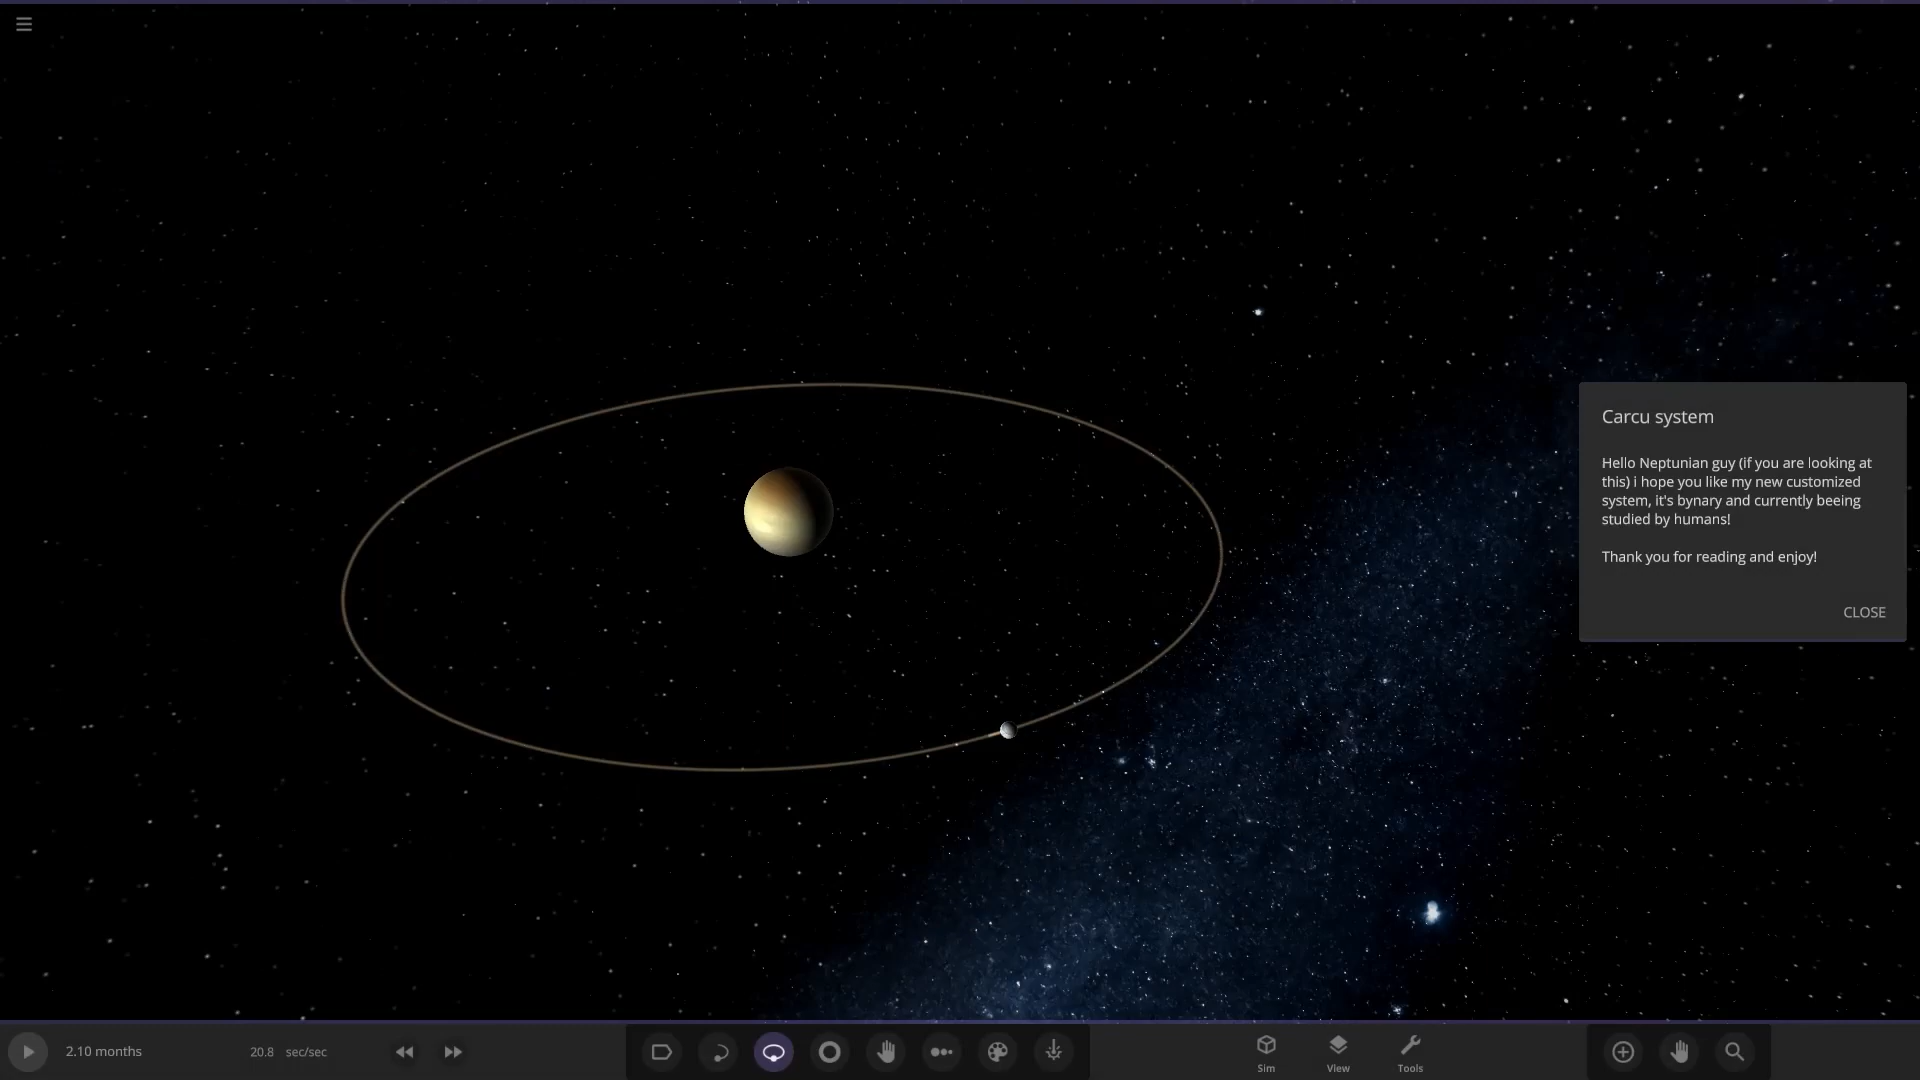 Carcu system
Hello Neptunian guy (if you are looking at
this) i hope you like my new customized
system, it's bynary and currently beeing
studied by humans!
Thank you for reading and enjoy!
CLOSE
2.10 months
20.8 sec/sec
Sim
View
Tools